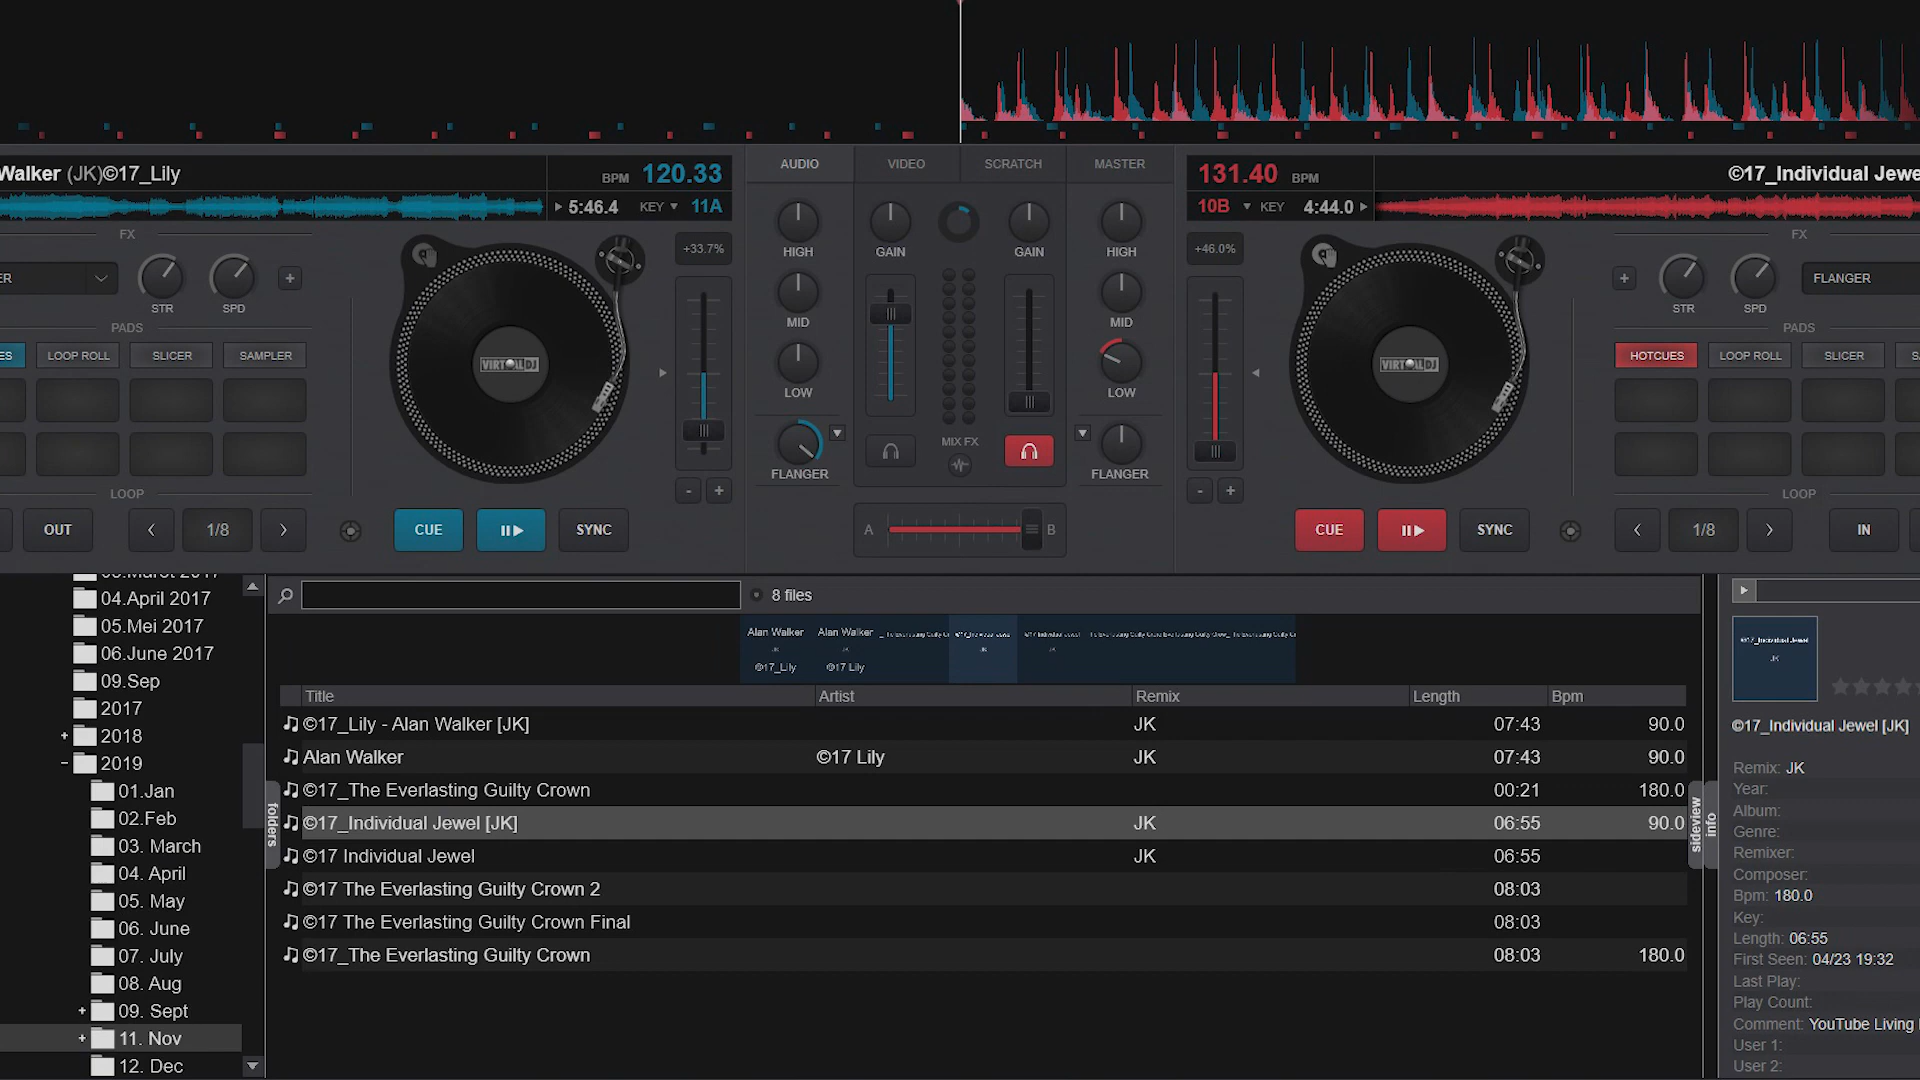 Walker (JK)©17_Lily
BPM 120.33
5:46.4 KEY 11A
AUDIO VIDEO SCRATCH MASTER
131.40 BPM
10B KEY 4:44.0
©17_Individual Jewe
FX
STR SPD
PADS
LOOP ROLL SLICER SAMPLER
LOOP
OUT 1/8
VIRTUAL DJ
CUE SYNC
+33.7%
- +
HIGH GAIN GAIN HIGH
MID MID
LOW LOW
MIX FX
FLANGER FLANGER
A B
+46.0%
- +
VIRTUAL DJ
CUE SYNC
FX
STR SPD FLANGER
PADS
HOTCUES LOOP ROLL SLICER
LOOP
1/8 IN
04.April 2017
05.Mei 2017
06.June 2017
09.Sep
2017
+ 2018
- 2019
01.Jan
02.Feb
03. March
04. April
05. May
06. June
07. July
08. Aug
+ 09. Sept
+ 11. Nov
12. Dec
folders
8 files
Alan Walker
JK
©17_Lily
Alan Walker
JK
©17 Lily
Title Artist Remix Length Bpm
©17_Lily - Alan Walker [JK] JK 07:43 90.0
Alan Walker ©17 Lily JK 07:43 90.0
©17_The Everlasting Guilty Crown 00:21 180.0
©17_Individual Jewel [JK] JK 06:55 90.0
©17 Individual Jewel JK 06:55
©17 The Everlasting Guilty Crown 2 08:03
©17 The Everlasting Guilty Crown Final 08:03
©17_The Everlasting Guilty Crown 08:03 180.0
sideview
info
©17_Individual Jewel
JK
©17_Individual Jewel [JK]
Remix: JK
Year:
Album:
Genre:
Remixer:
Composer:
Bpm: 180.0
Key:
Length: 06:55
First Seen: 04/23 19:32
Last Play:
Play Count:
Comment: YouTube Living
User 1:
User 2: